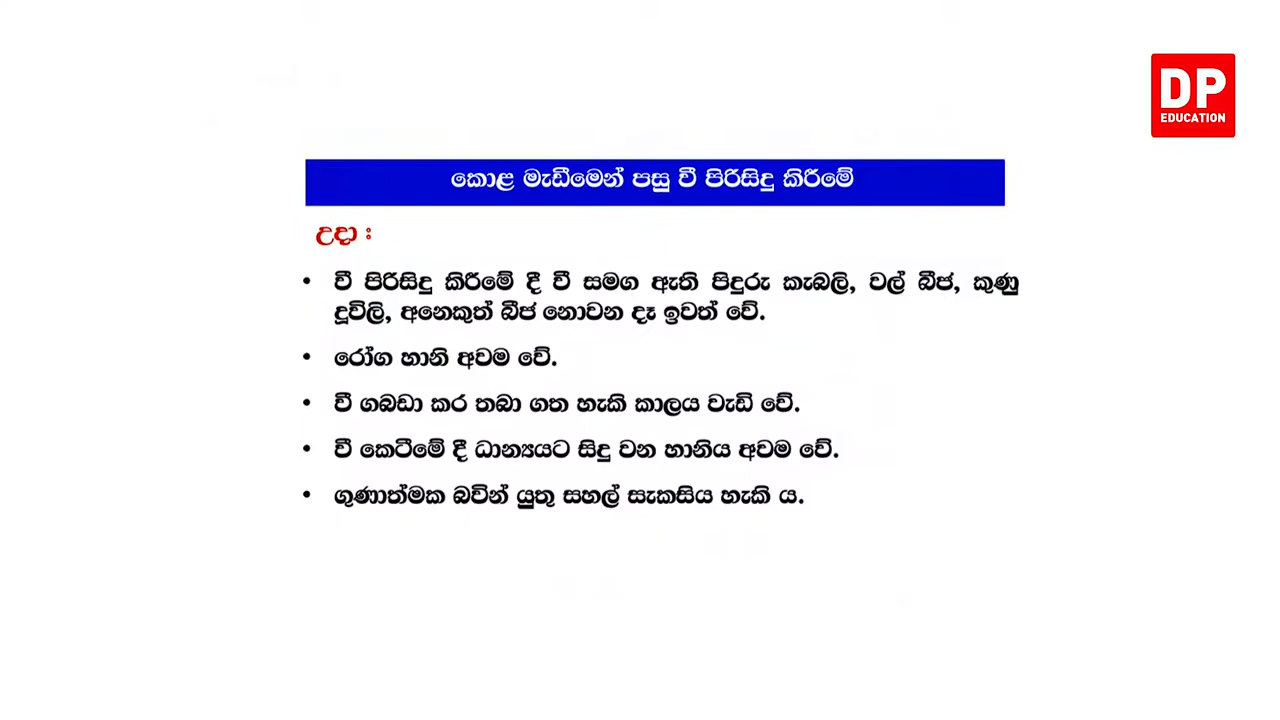 DP
EDUCATION
කොළ මැඩීමෙන් පසු වී පිරිසිදු කිරීමේ
උදා :
• වී පිරිසිදු කිරීමේ දී වී සමග ඇති පිදුරු කැබලි, වල් බීජ, කුණු
දූවිලි, අනෙකුත් බීජ නොවන දෑ ඉවත් වේ.
• රෝග හානි අවම වේ.
• වී ගබඩා කර තබා ගත හැකි කාලය වැඩි වේ.
• වී කෙටීමේ දී ධාන්‍යයට සිදු වන හානිය අවම වේ.
• ගුණාත්මක බවින් යුතු සහල් සැකසිය හැකි ය.